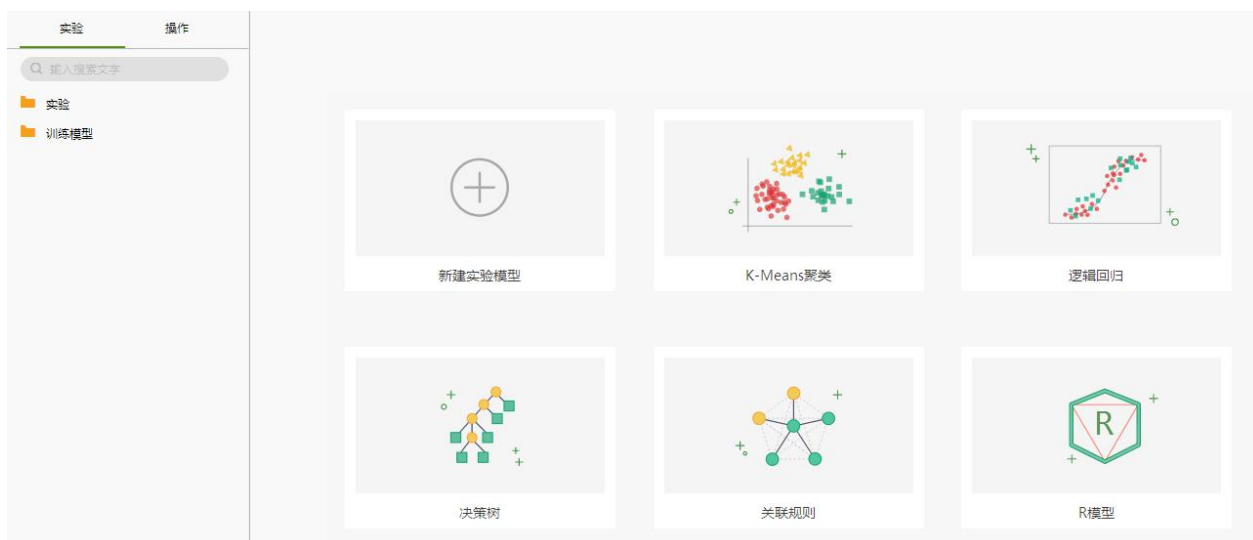 实验 操作
输入搜索文字
实验
训练模型
新建实验模型 K-Means聚类 逻辑回归
R
决策树 关联规则 R模型